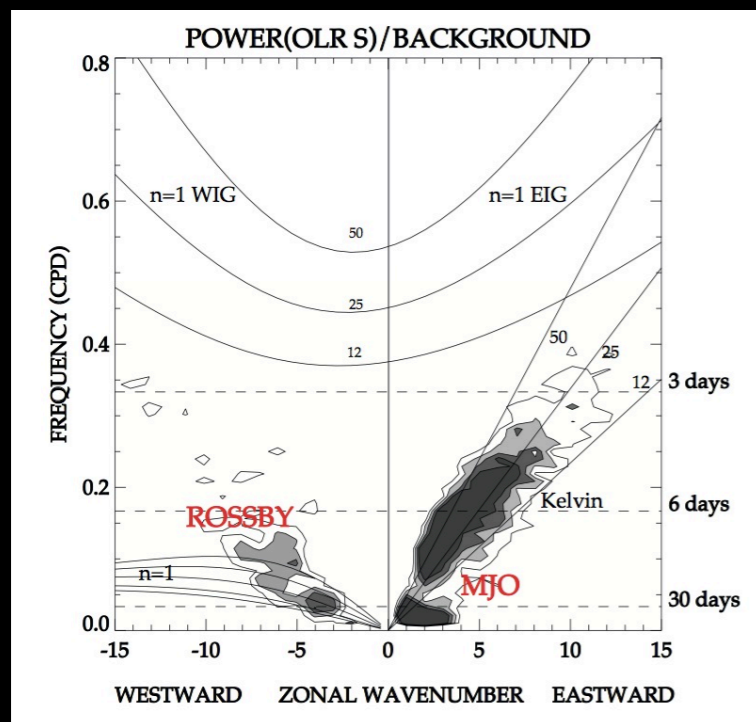 POWER(OLR S)/BACKGROUND
0.8
n=1 WIG
n=1 EIG
0.6
50
25
FREQUENCY (CPD)
12
0.4
50
25
12
3 days
0.2
ROSSBY
Kelvin
6 days
n=1
MJO
30 days
0.0
-15 -10 -5 0 5 10 15
WESTWARD ZONAL WAVENUMBER EASTWARD